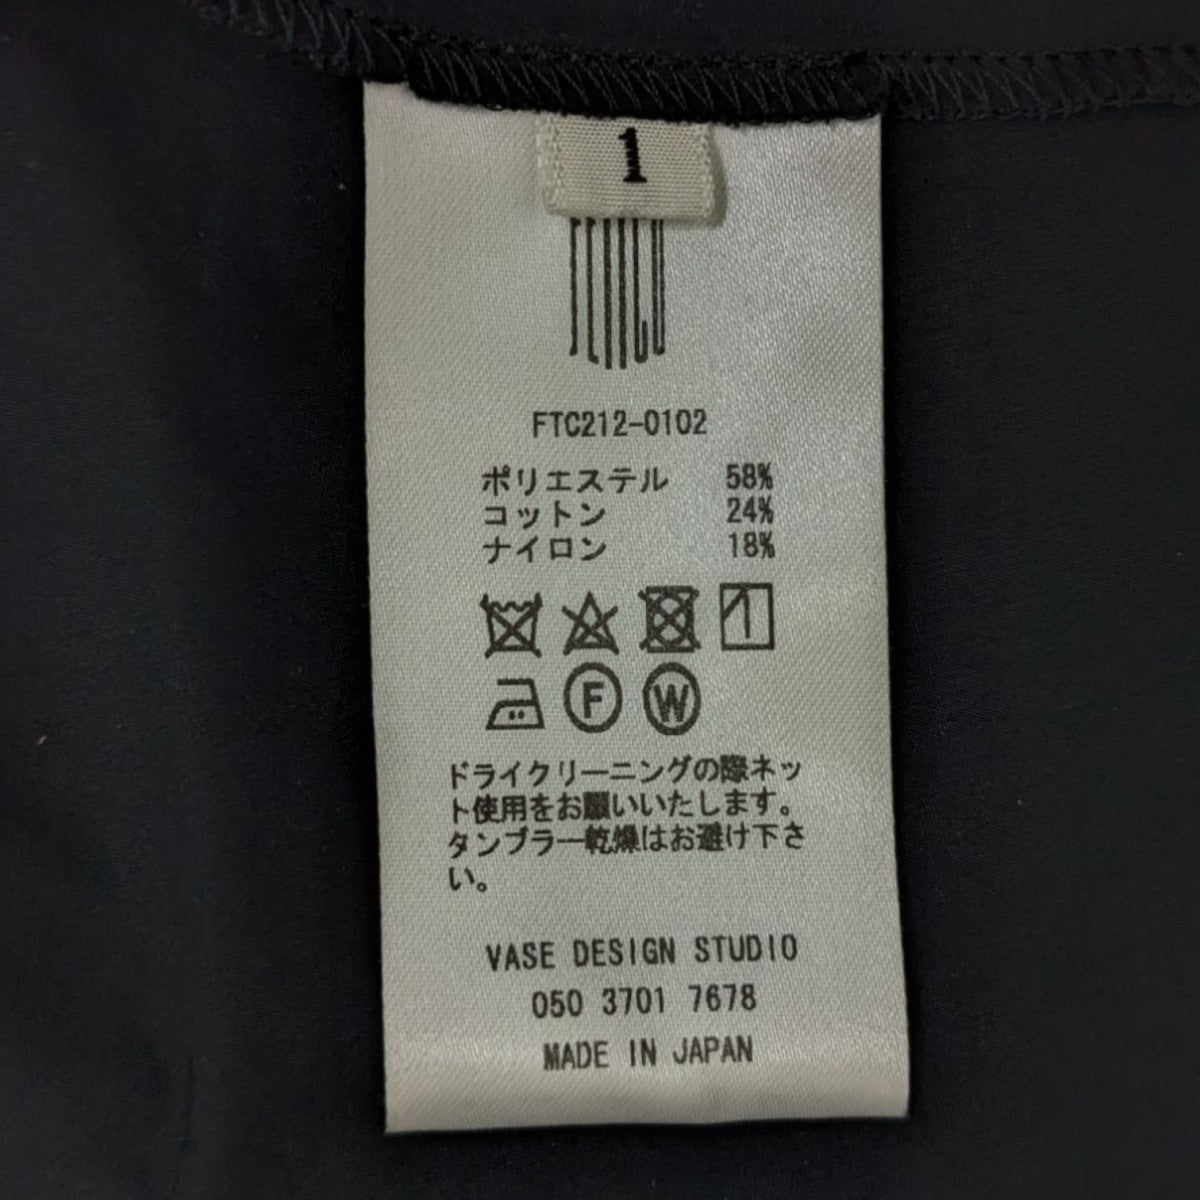 1
FTC212-0102
ポリエステル 58%
コットン 24%
ナイロン 18%
F W
ドライクリーニングの際ネッ
ト使用をお願いいたします。
タンブラー乾燥はお避け下さ
い。
VASE DESIGN STUDIO
050 3701 7678
MADE IN JAPAN